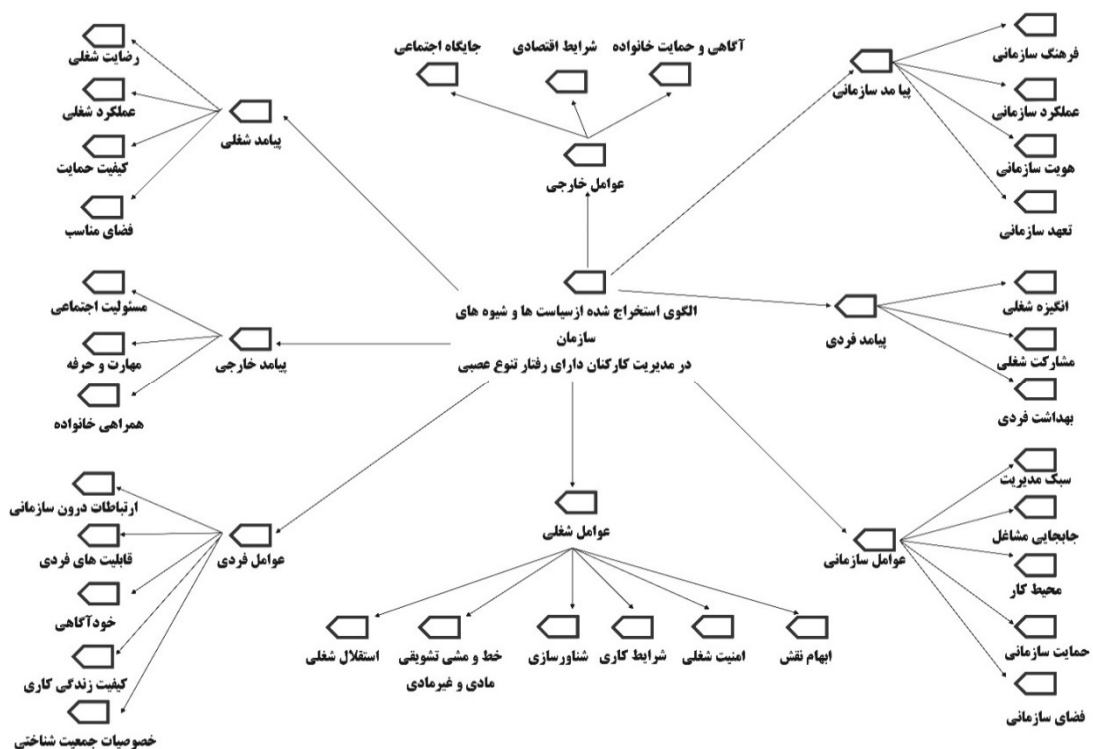 آگاهی و حمایت خانواده
شرایط اقتصادی
جایگاه اجتماعی
عوامل خارجی
فرهنگ سازمانی
پیا مد سازمانی
عملکرد سازمانی
هویت سازمانی
تعهد سازمانی
رضایت شغلی
عملکرد شغلی
پیامد شغلی
کیفیت حمایت
فضای مناسب
الگوی استخراج شده ازسیاست ها و شیوه های
سازمان
در مدیریت کارکنان دارای رفتار تنوع عصبی
انگیزه شغلی
پیامد فردی
مشارکت شغلی
بهداشت فردی
مسئولیت اجتماعی
پیامد خارجی
مهارت و حرفه
همراهی خانواده
سبک مدیریت
جابجایی مشاغل
عوامل سازمانی
محیط کار
حمایت سازمانی
فضای سازمانی
عوامل شغلی
ابهام نقش
امنیت شغلی
شرایط کاری
شناورسازی
خط و مشی تشویقی
مادی و غیرمادی
استقلال شغلی
ارتباطات درون سازمانی
عوامل فردی
قابلیت های فردی
خودآگاهی
کیفیت زندگی کاری
خصوصیات جمعیت شناختی